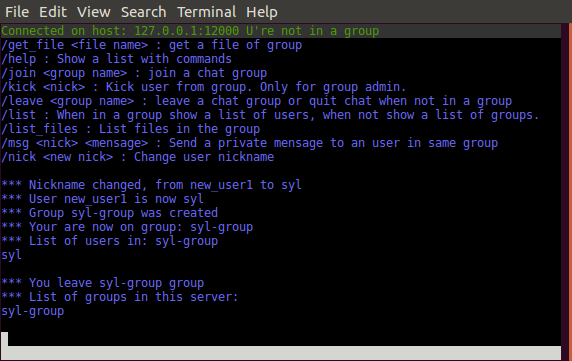 File Edit View Search Terminal Help
Connected on host: 127.0.0.1:12000 U're not in a group
/get_file <file name> : get a file of group
/help : Show a list with commands
/join <group name> : join a chat group
/kick <nick> : Kick user from group. Only for group admin.
/leave <group name> : leave a chat group or quit chat when not in a group
/list : When in a group show a list of users, when not show a list of groups.
/list_files : List files in the group
/msg <nick> <mensage> : Send a private mensage to an user in same group
/nick <new nick> : Change user nickname
*** Nickname changed, from new_user1 to syl
*** User new_user1 is now syl
*** Group syl-group was created
*** Your are now on group: syl-group
*** List of users in: syl-group
syl
*** You leave syl-group group
*** List of groups in this server:
syl-group